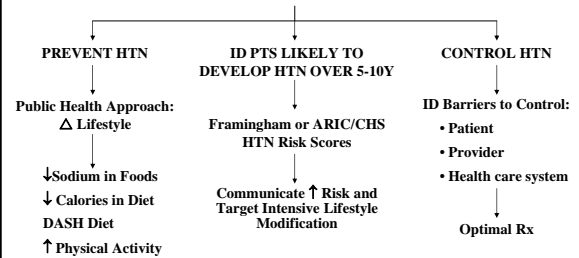 PREVENT HTN
Public Health Approach:
△ Lifestyle
↓Sodium in Foods
↓ Calories in Diet
DASH Diet
↑ Physical Activity
ID PTS LIKELY TO
DEVELOP HTN OVER 5-10Y
Framingham or ARIC/CHS
HTN Risk Scores
Communicate ↑ Risk and
Target Intensive Lifestyle
Modification
CONTROL HTN
ID Barriers to Control:
• Patient
• Provider
• Health care system
Optimal Rx